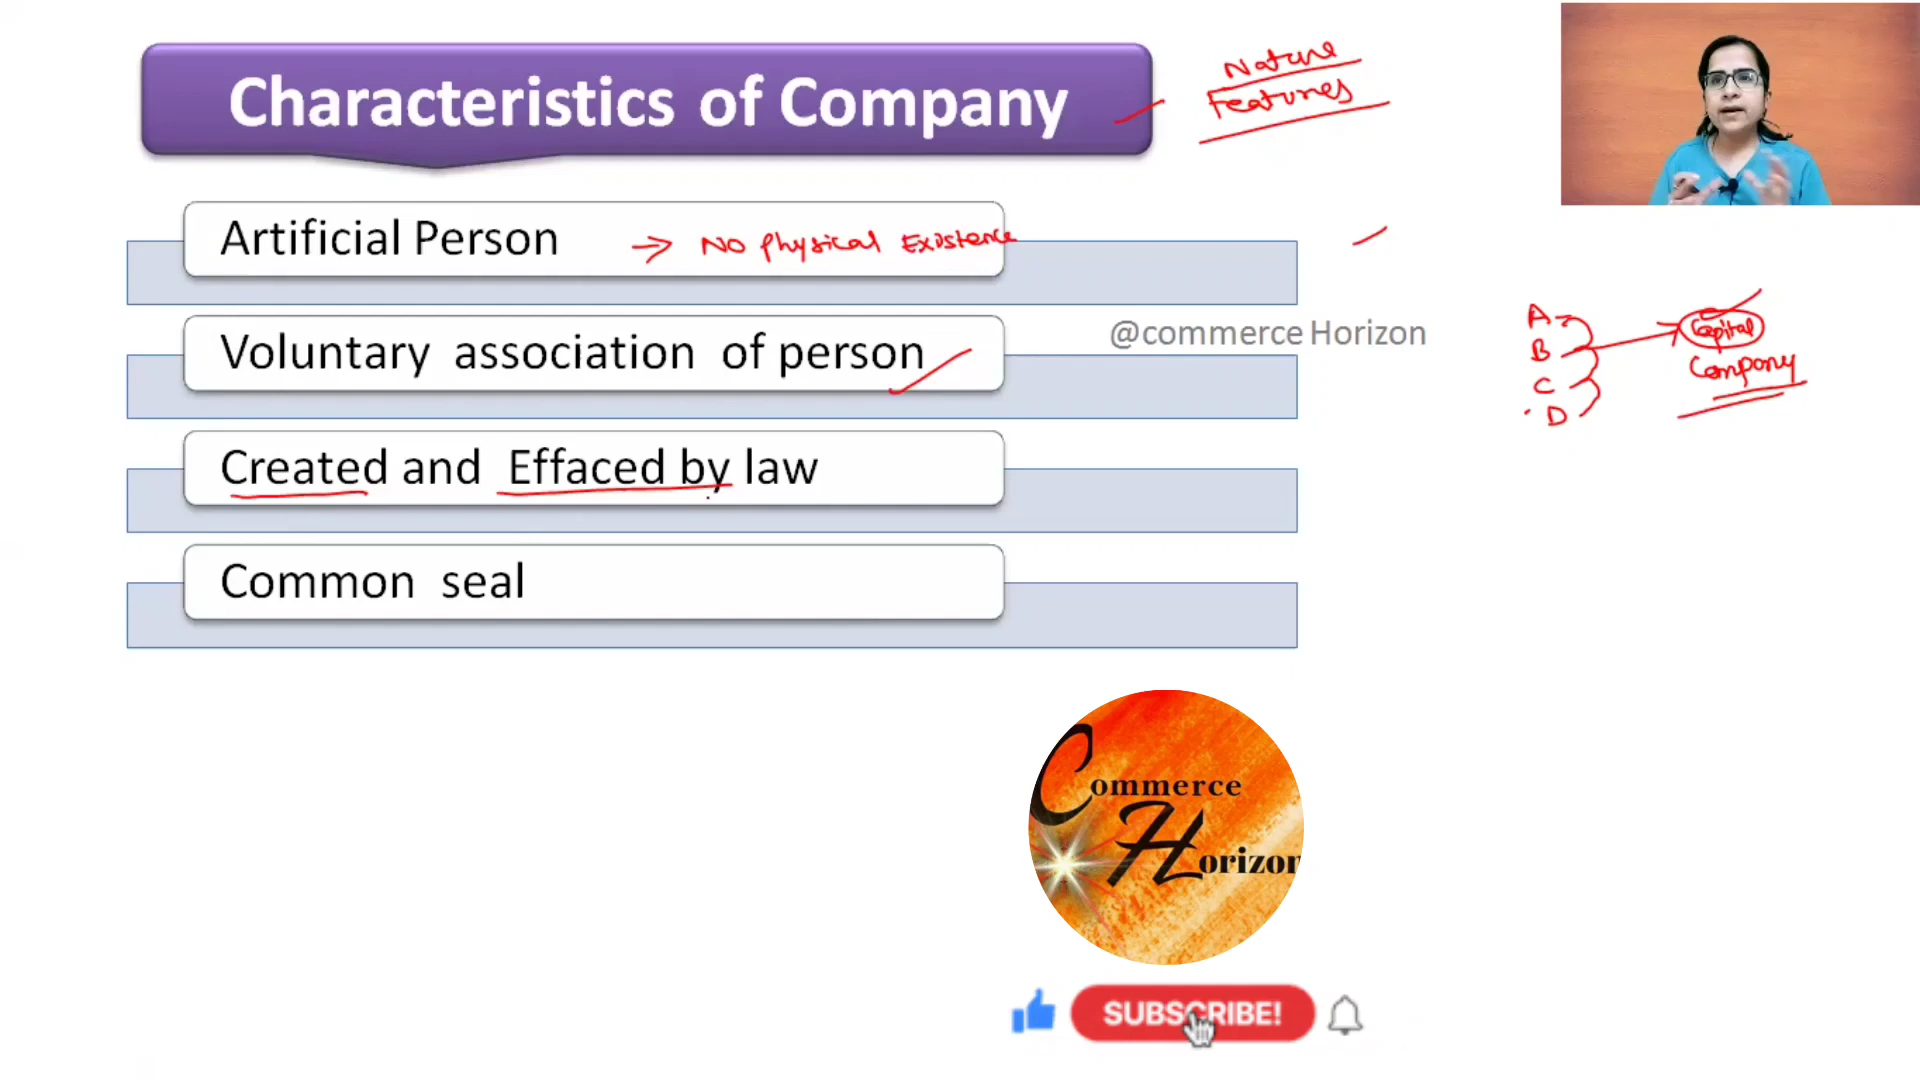 Characteristics of Company
Nature
Features
Artificial Person → No Physical Existence
Voluntary association of person
@commerce Horizon
A
B
C
D
Capital
Company
Created and Effaced by law
Common seal
Commerce
Horizon
SUBSCRIBE!